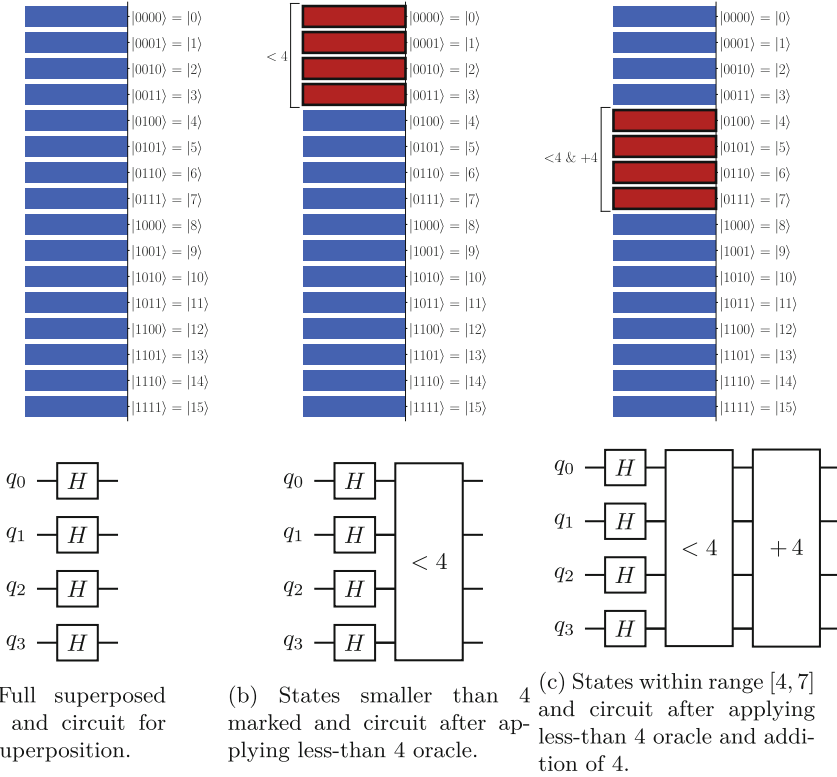 |0000⟩ = |0⟩
|0001⟩ = |1⟩
|0010⟩ = |2⟩
|0011⟩ = |3⟩
|0100⟩ = |4⟩
|0101⟩ = |5⟩
|0110⟩ = |6⟩
|0111⟩ = |7⟩
|1000⟩ = |8⟩
|1001⟩ = |9⟩
|1010⟩ = |10⟩
|1011⟩ = |11⟩
|1100⟩ = |12⟩
|1101⟩ = |13⟩
|1110⟩ = |14⟩
|1111⟩ = |15⟩
q0 H
q1 H
q2 H
q3 H
Full superposed
and circuit for
uperposition.
< 4
|0000⟩ = |0⟩
|0001⟩ = |1⟩
|0010⟩ = |2⟩
|0011⟩ = |3⟩
|0100⟩ = |4⟩
|0101⟩ = |5⟩
|0110⟩ = |6⟩
|0111⟩ = |7⟩
|1000⟩ = |8⟩
|1001⟩ = |9⟩
|1010⟩ = |10⟩
|1011⟩ = |11⟩
|1100⟩ = |12⟩
|1101⟩ = |13⟩
|1110⟩ = |14⟩
|1111⟩ = |15⟩
q0 H
q1 H
q2 H
q3 H
< 4
(b) States smaller than 4
marked and circuit after ap-
plying less-than 4 oracle.
<4 & +4
|0000⟩ = |0⟩
|0001⟩ = |1⟩
|0010⟩ = |2⟩
|0011⟩ = |3⟩
|0100⟩ = |4⟩
|0101⟩ = |5⟩
|0110⟩ = |6⟩
|0111⟩ = |7⟩
|1000⟩ = |8⟩
|1001⟩ = |9⟩
|1010⟩ = |10⟩
|1011⟩ = |11⟩
|1100⟩ = |12⟩
|1101⟩ = |13⟩
|1110⟩ = |14⟩
|1111⟩ = |15⟩
q0 H
q1 H
q2 H
q3 H
< 4
+ 4
(c) States within range [4, 7]
and circuit after applying
less-than 4 oracle and addi-
tion of 4.